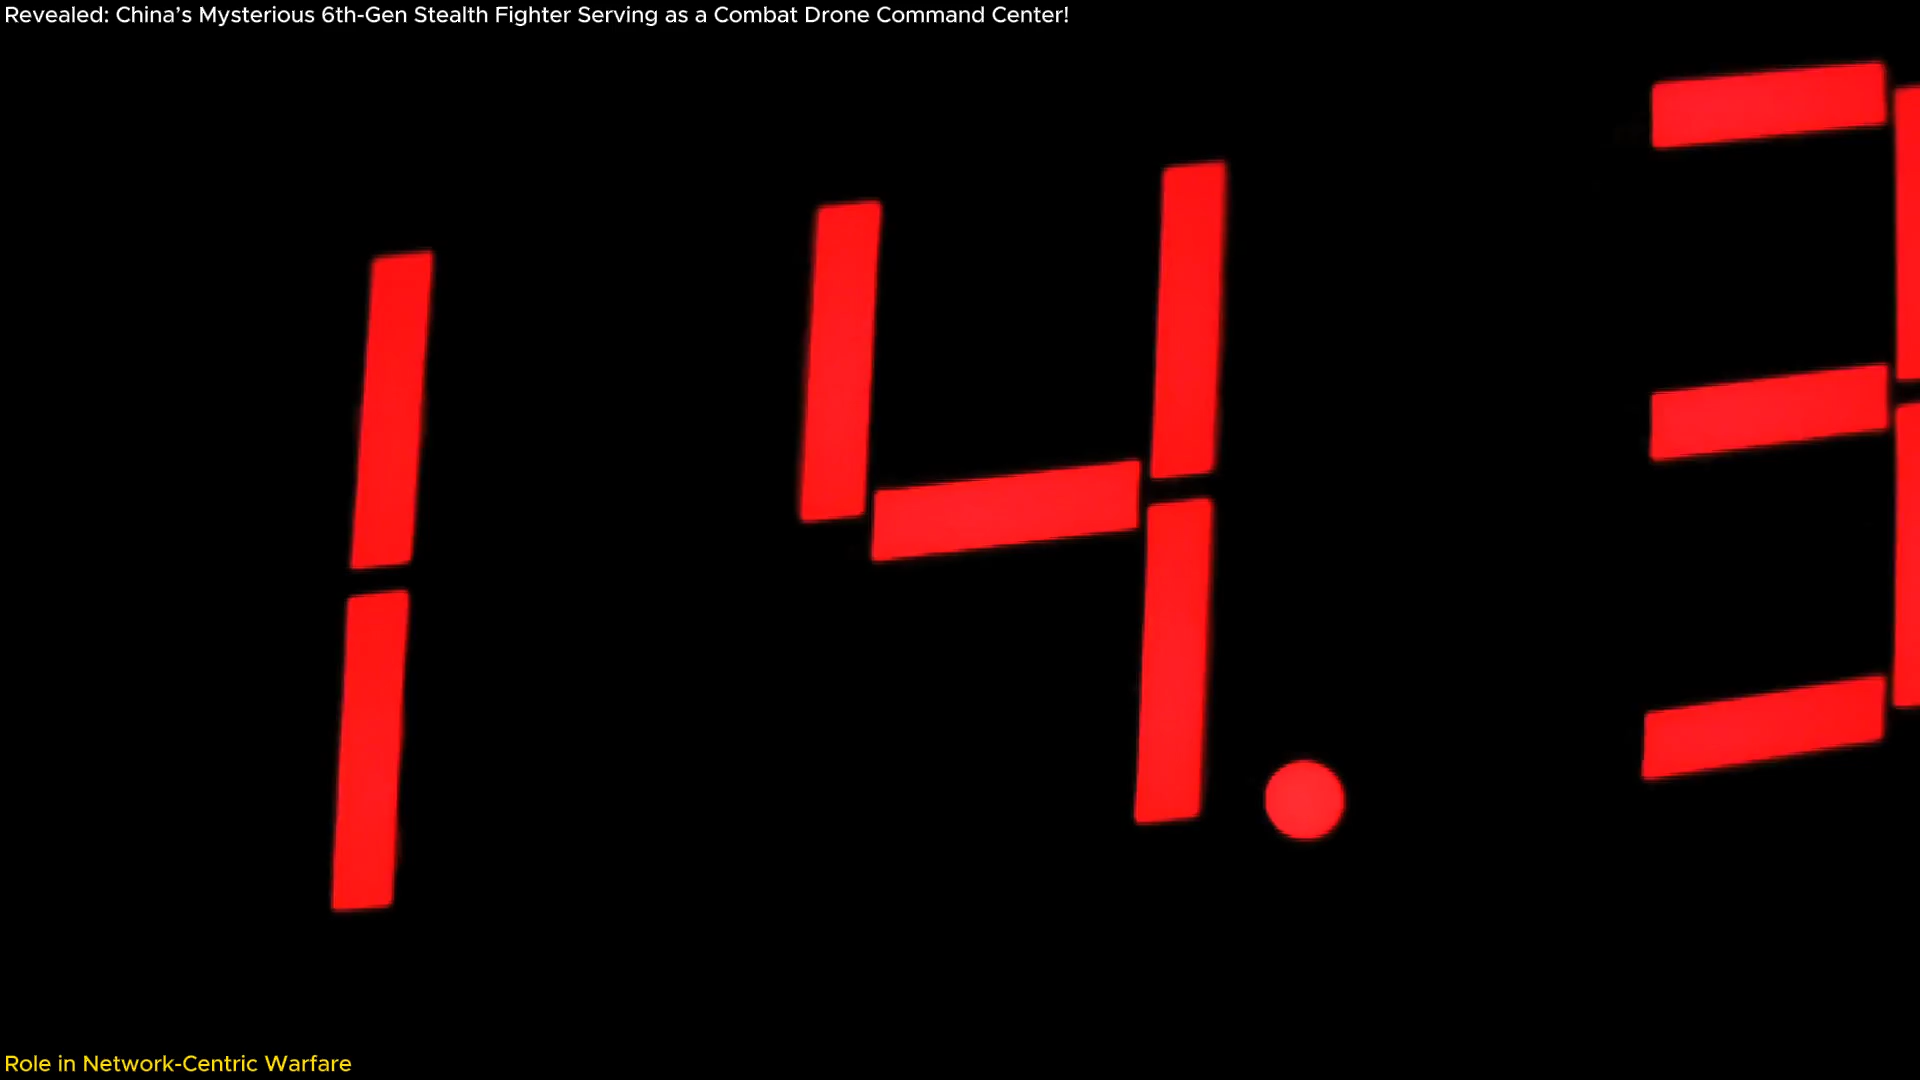 Revealed: China’s Mysterious 6th-Gen Stealth Fighter Serving as a Combat Drone Command Center!
14.3
Role in Network-Centric Warfare